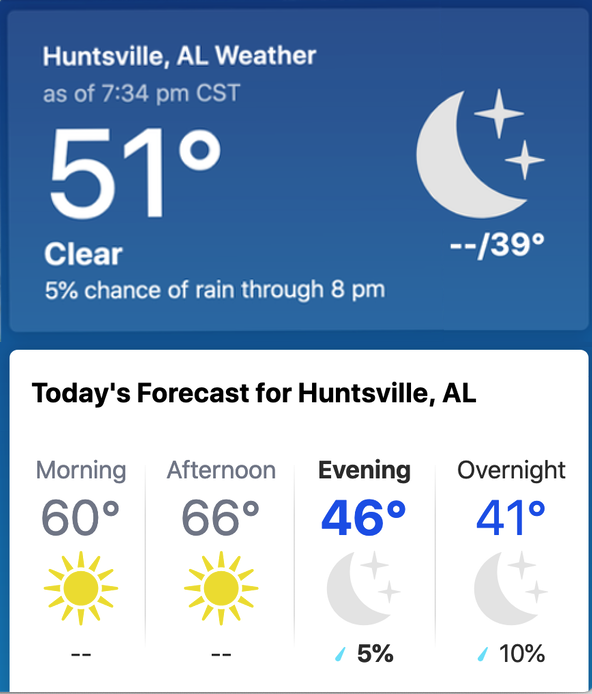 Huntsville, AL Weather
as of 7:34 pm CST
51°
--/39°
Clear
5% chance of rain through 8 pm
Today's Forecast for Huntsville, AL
Morning Afternoon Evening Overnight
60° 66° 46° 41°
-- -- 5% 10%